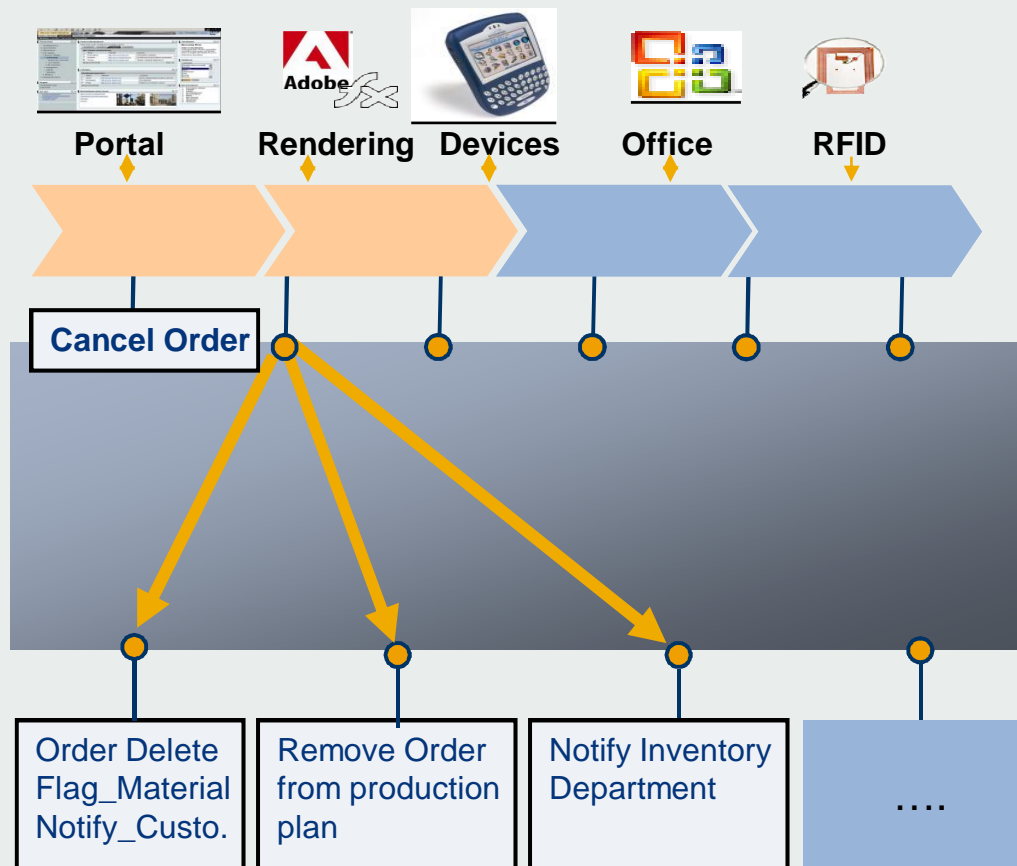 Adobe
Portal
Rendering
Devices
Office
RFID
Cancel Order
Order Delete
Flag_Material
Notify_Custo.
Remove Order
from production
plan
Notify Inventory
Department
....